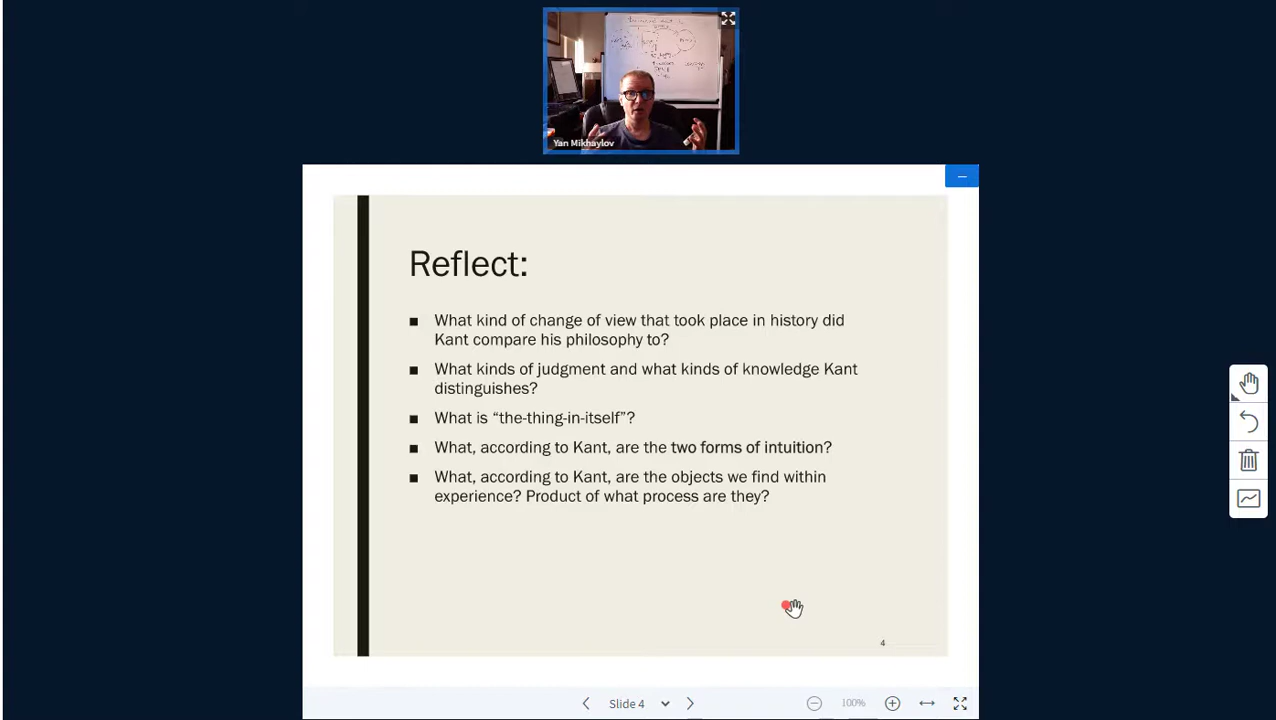 Yan Mikhaylov
Reflect:
■ What kind of change of view that took place in history did
Kant compare his philosophy to?
■ What kinds of judgment and what kinds of knowledge Kant
distinguishes?
■ What is “the-thing-in-itself”?
■ What, according to Kant, are the two forms of intuition?
■ What, according to Kant, are the objects we find within
experience? Product of what process are they?
4
Slide 4
100%